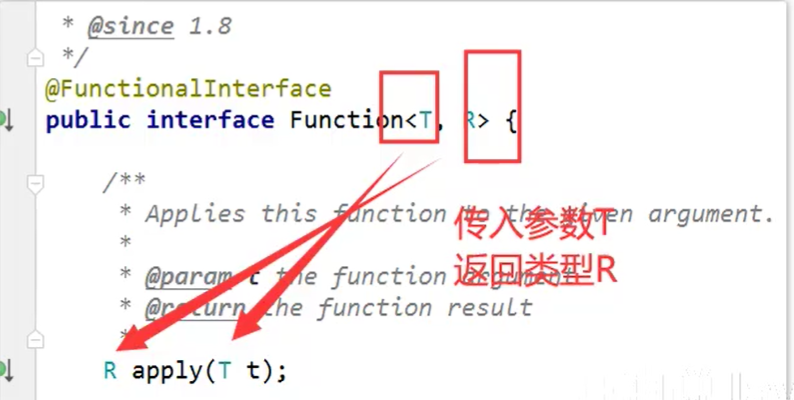 * @since 1.8
*/
@FunctionalInterface
public interface Function<T, R> {
/**
* Applies this function to the given argument.
*
* @param t the function argument
* @return the function result
*
R apply(T t);
传入参数T
返回类型R